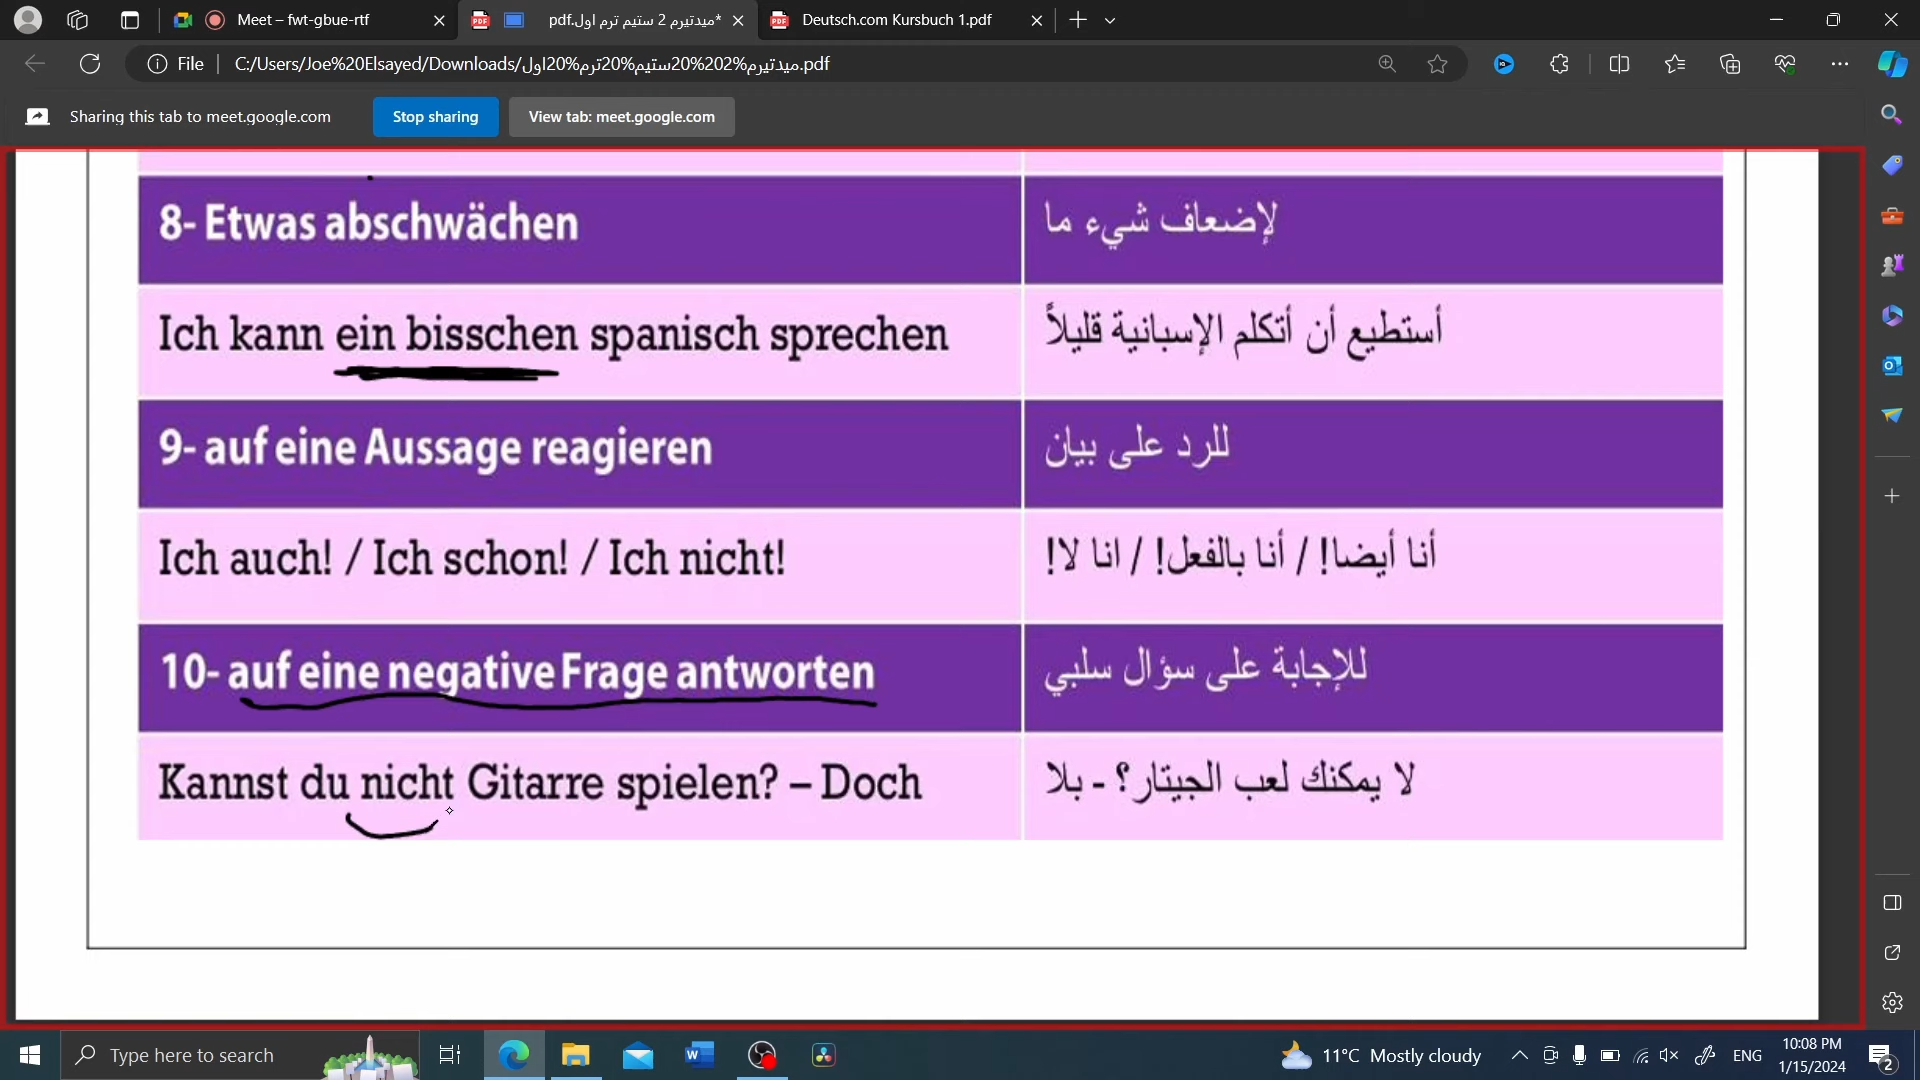 Meet – fwt-gbue-rtf
*ميدتيرم 2 ستيم ترم اول.pdf
Deutsch.com Kursbuch 1.pdf
File
C:/Users/Joe%20Elsayed/Downloads/ميدتيرم%202%20ستيم%20ترم%20اول.pdf
Sharing this tab to meet.google.com
Stop sharing
View tab: meet.google.com
8- Etwas abschwächen
لإضعاف شيء ما
Ich kann ein bisschen spanisch sprechen
أستطيع أن أتكلم الإسبانية قليلاً
9- auf eine Aussage reagieren
للرد على بيان
Ich auch! / Ich schon! / Ich nicht!
أنا أيضا! / أنا بالفعل! / انا لا!
10- auf eine negative Frage antworten
للإجابة على سؤال سلبي
Kannst du nicht Gitarre spielen? – Doch
لا يمكنك لعب الجيتار؟ - بلا
Type here to search
11°C Mostly cloudy
ENG
10:08 PM
1/15/2024
2